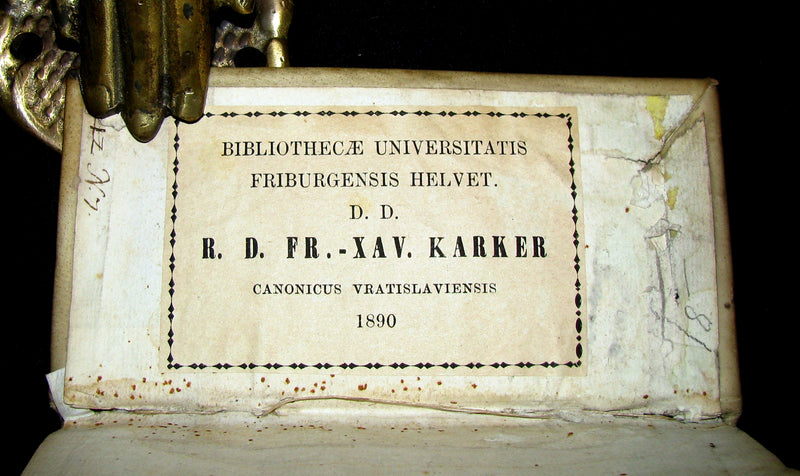 BIBLIOTHECÆ UNIVERSITATIS
FRIBURGENSIS HELVET.
D. D.
R. D. FR.-XAV. KARKER
CANONICUS VRATISLAVIENSIS
1890